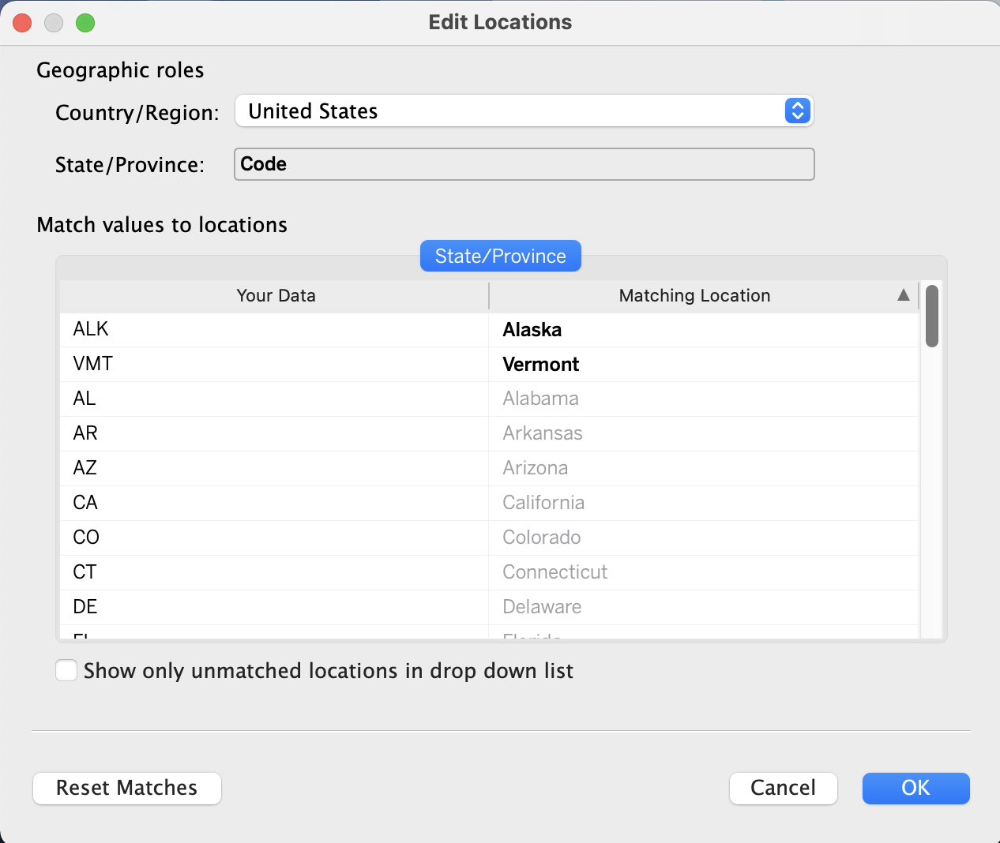 Edit Locations
Geographic roles
Country/Region: United States
State/Province: Code
Match values to locations
State/Province
Your Data Matching Location
ALK Alaska
VMT Vermont
AL Alabama
AR Arkansas
AZ Arizona
CA California
CO Colorado
CT Connecticut
DE Delaware
Show only unmatched locations in drop down list
Reset Matches Cancel OK